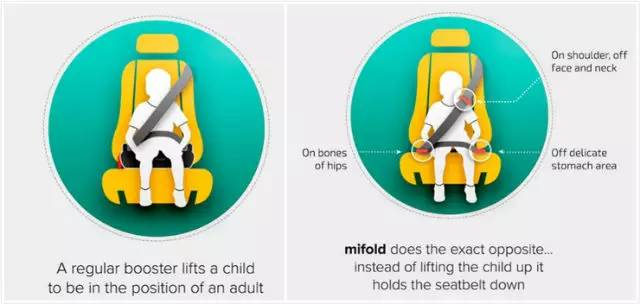 A regular booster lifts a child
to be in the position of an adult
On shoulder, off
face and neck
On bones
of hips
Off delicate
stomach area
mifold does the exact opposite...
instead of lifting the child up it
holds the seatbelt down